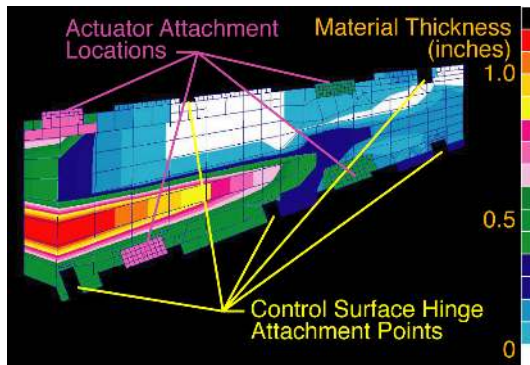 Actuator Attachment
Locations
Material Thickness
(inches)
1.0
0.5
0
Control Surface Hinge
Attachment Points